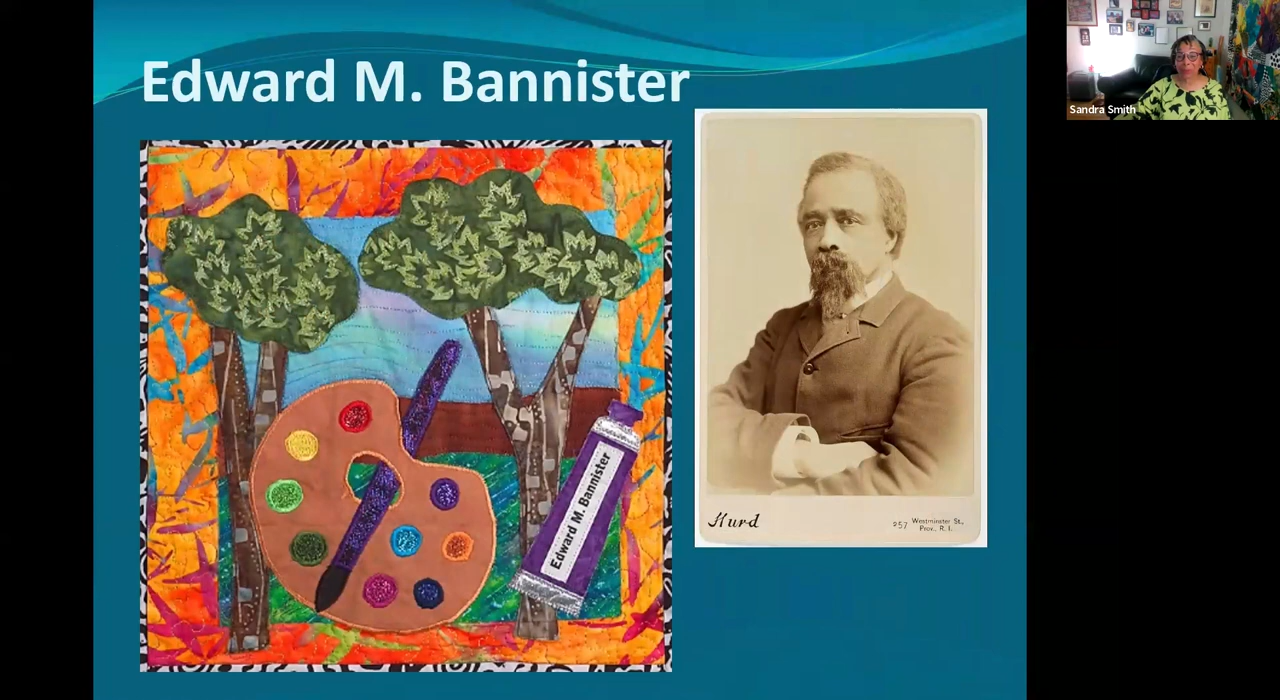 Edward M. Bannister
Sandra Smith
Edward M. Bannister
Hurd
257 Westminster St.,
Prov., R. I.